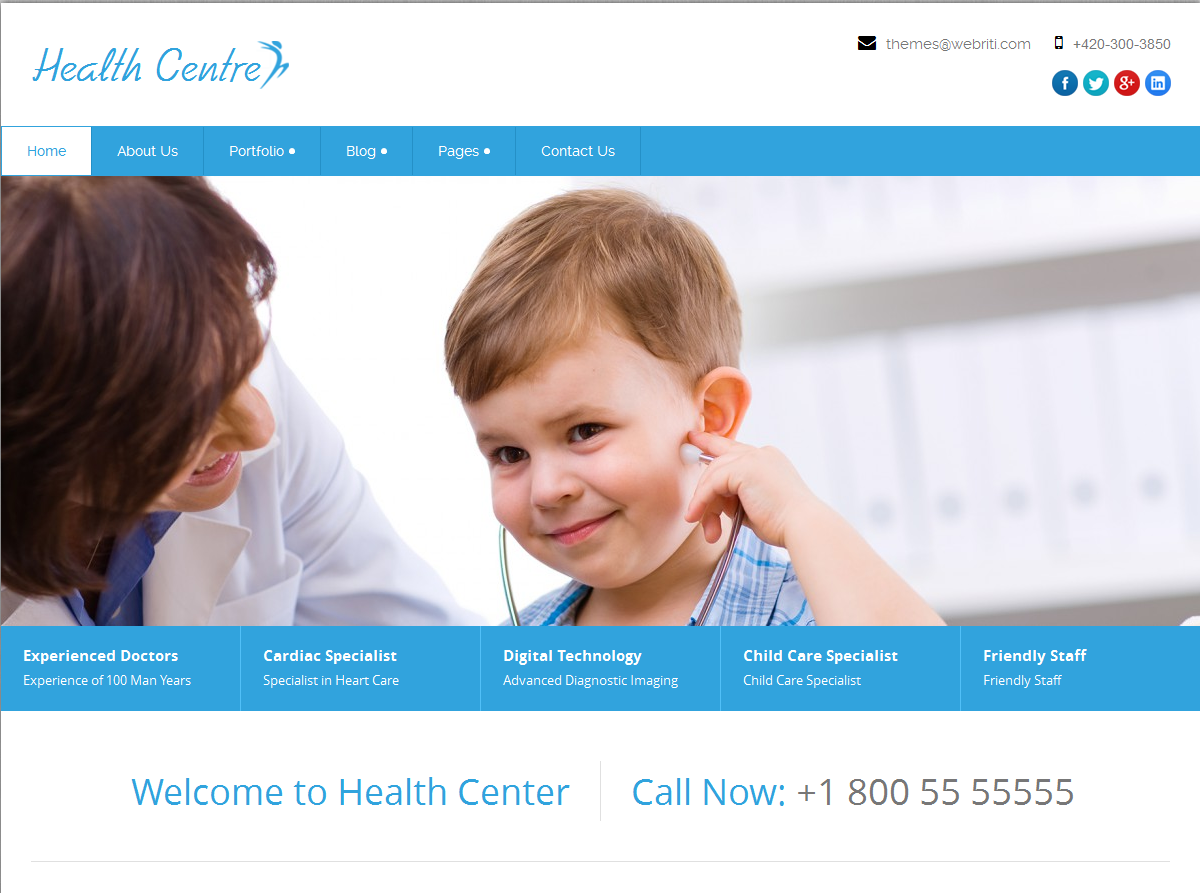 Health Centre
themes@webriti.com
+420-300-3850
Home
About Us
Portfolio
Blog
Pages
Contact Us
Experienced Doctors
Experience of 100 Man Years
Cardiac Specialist
Specialist in Heart Care
Digital Technology
Advanced Diagnostic Imaging
Child Care Specialist
Child Care Specialist
Friendly Staff
Friendly Staff
Welcome to Health Center
Call Now: +1 800 55 55555